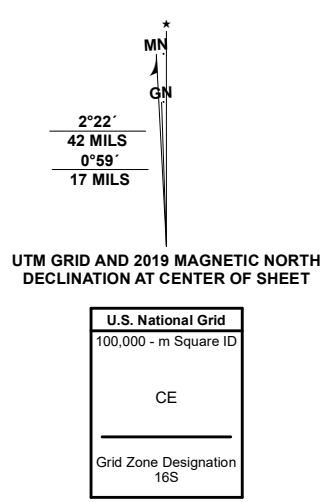 MN
GN
2°22´
42 MILS
0°59´
17 MILS
UTM GRID AND 2019 MAGNETIC NORTH
DECLINATION AT CENTER OF SHEET
U.S. National Grid
100,000 - m Square ID
CE
Grid Zone Designation
16S